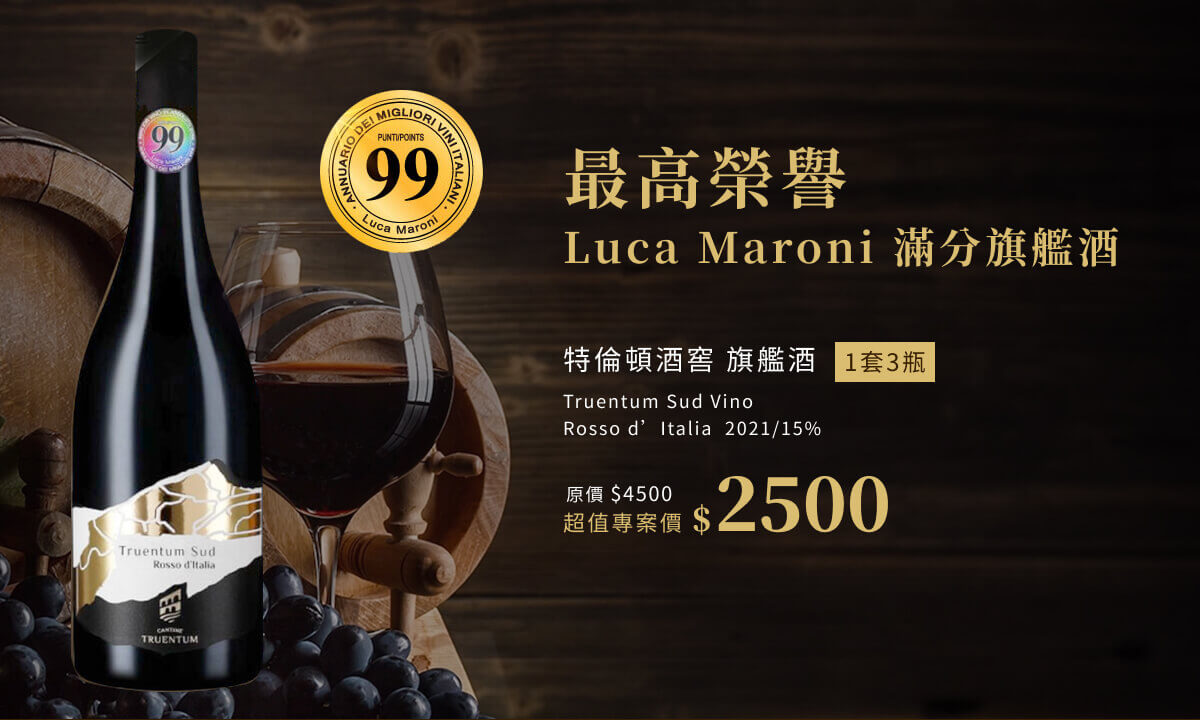 99
ANNUARIO DEI MIGLIORI VINI ITALIANI
PUNTI/POINTS
99
Luca Maroni
最高榮譽
Luca Maroni 滿分旗艦酒
特倫頓酒窖 旗艦酒 1套3瓶
Truentum Sud Vino
Rosso d’Italia 2021/15%
原價 $4500
超值專案價 $2500
Truentum Sud
Rosso d'Italia
CANTINE
TRUENTUM